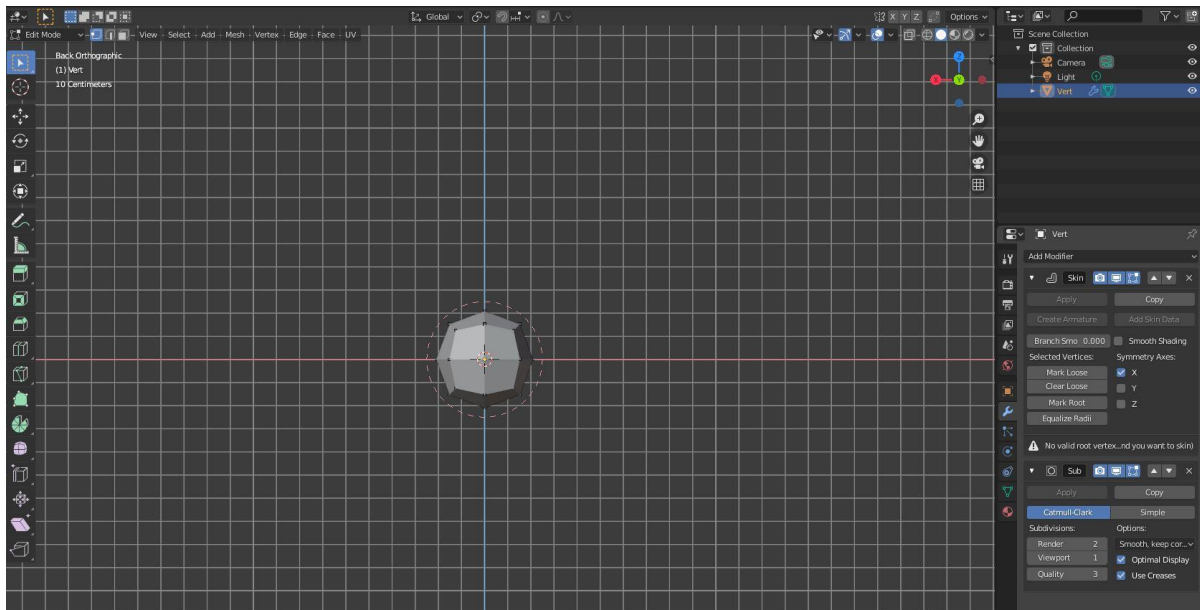 Global
X Y Z
Options
Edit Mode
View Select Add Mesh Vertex Edge Face UV
Back Orthographic
(1) Vert
10 Centimeters
Z
X
Y
Scene Collection
Collection
Camera
Light
Vert
Vert
Add Modifier
Skin
Apply Copy
Create Armature Add Skin Data
Branch Smo 0.000 Smooth Shading
Selected Vertices: Symmetry Axes:
Mark Loose X
Clear Loose Y
Mark Root Z
Equalize Radii
No valid root vertex...nd you want to skin)
Sub
Apply Copy
Catmull-Clark Simple
Subdivisions: Options:
Render 2 Smooth, keep cor...
Viewport 1 Optimal Display
Quality 3 Use Creases